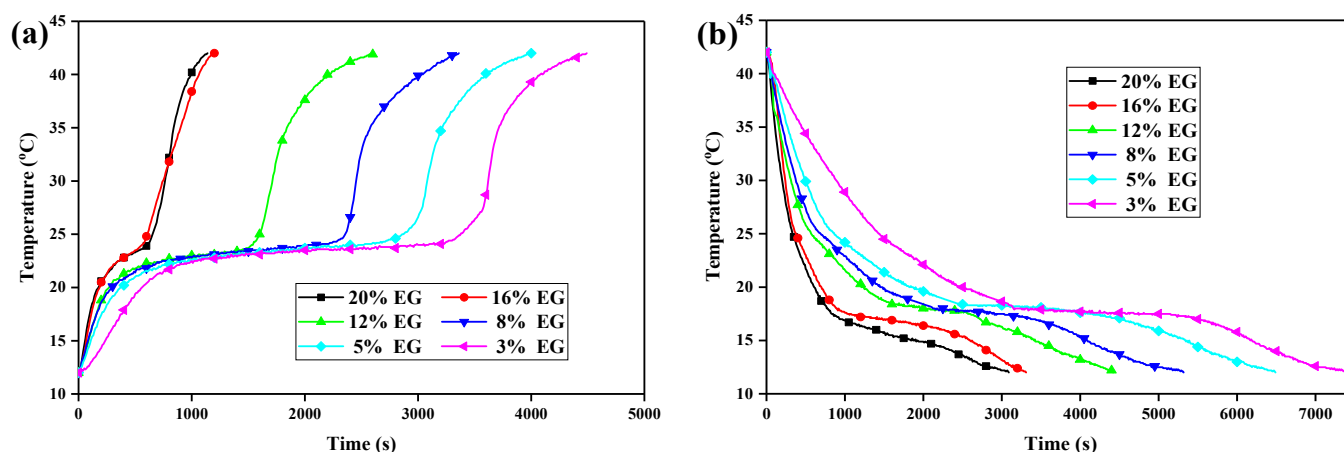 (a)
45
40
35
30
25
20
15
10
Temperature (ºC)
20% EG 16% EG
12% EG 8% EG
5% EG 3% EG
0 1000 2000 3000 4000 5000
Time (s)
(b)
45
40
35
30
25
20
15
10
Temperature (ºC)
20% EG
16% EG
12% EG
8% EG
5% EG
3% EG
0 1000 2000 3000 4000 5000 6000 7000
Time (s)